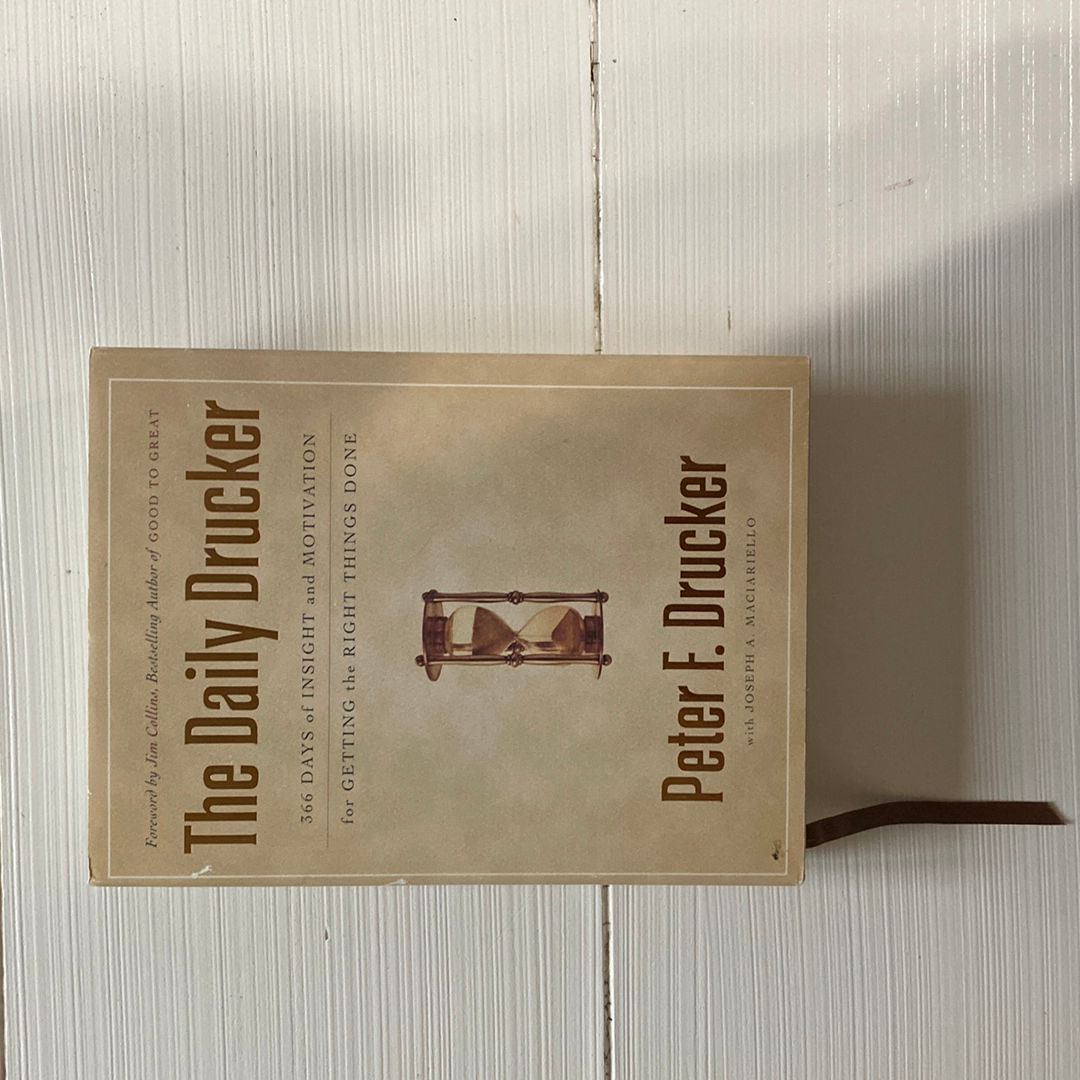 Foreword by Jim Collins, Bestselling Author of GOOD TO GREAT
The Daily Drucker
366 DAYS of INSIGHT and MOTIVATION
for GETTING the RIGHT THINGS DONE
Peter F. Drucker
with JOSEPH A. MACIARIELLO